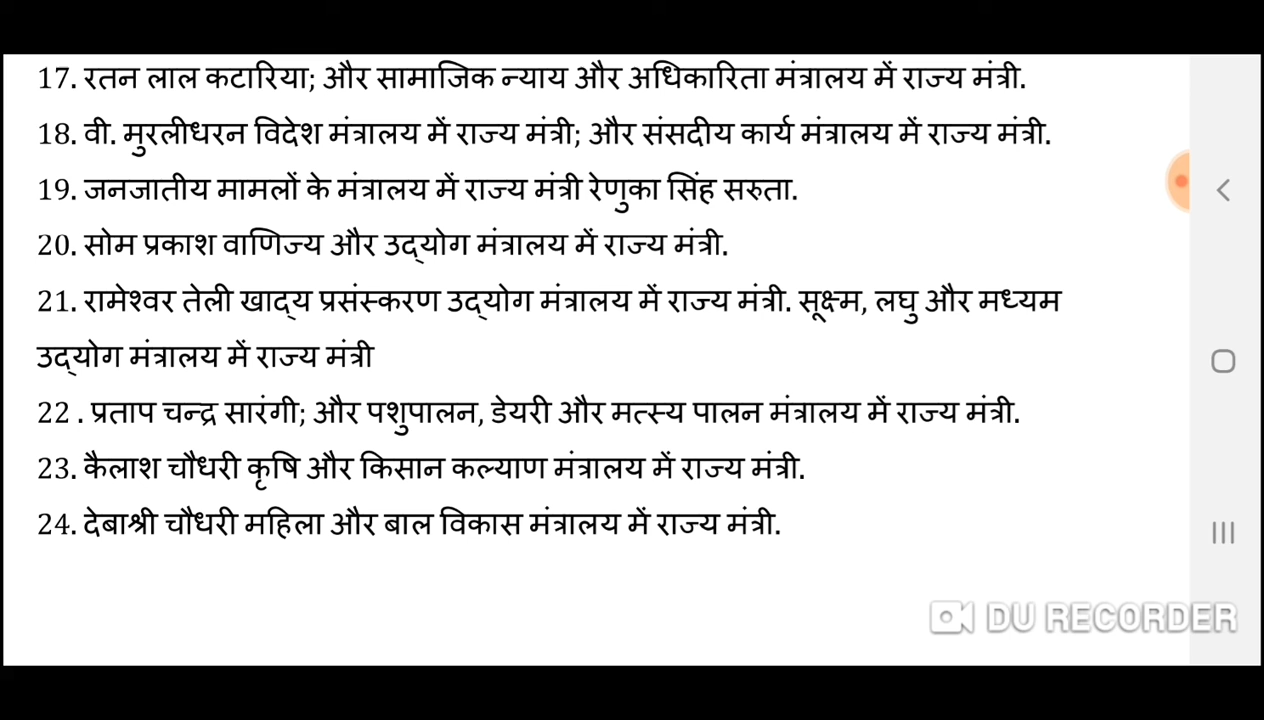 17. रतन लाल कटारिया; और सामाजिक न्याय और अधिकारिता मंत्रालय में राज्य मंत्री.
18. वी. मुरलीधरन विदेश मंत्रालय में राज्य मंत्री; और संसदीय कार्य मंत्रालय में राज्य मंत्री.
19. जनजातीय मामलों के मंत्रालय में राज्य मंत्री रेणुका सिंह सरुता.
20. सोम प्रकाश वाणिज्य और उद्योग मंत्रालय में राज्य मंत्री.
21. रामेश्वर तेली खाद्य प्रसंस्करण उद्योग मंत्रालय में राज्य मंत्री. सूक्ष्म, लघु और मध्यम
उद्योग मंत्रालय में राज्य मंत्री
22 . प्रताप चन्द्र सारंगी; और पशुपालन, डेयरी और मत्स्य पालन मंत्रालय में राज्य मंत्री.
23. कैलाश चौधरी कृषि और किसान कल्याण मंत्रालय में राज्य मंत्री.
24. देबाश्री चौधरी महिला और बाल विकास मंत्रालय में राज्य मंत्री.
DU RECORDER